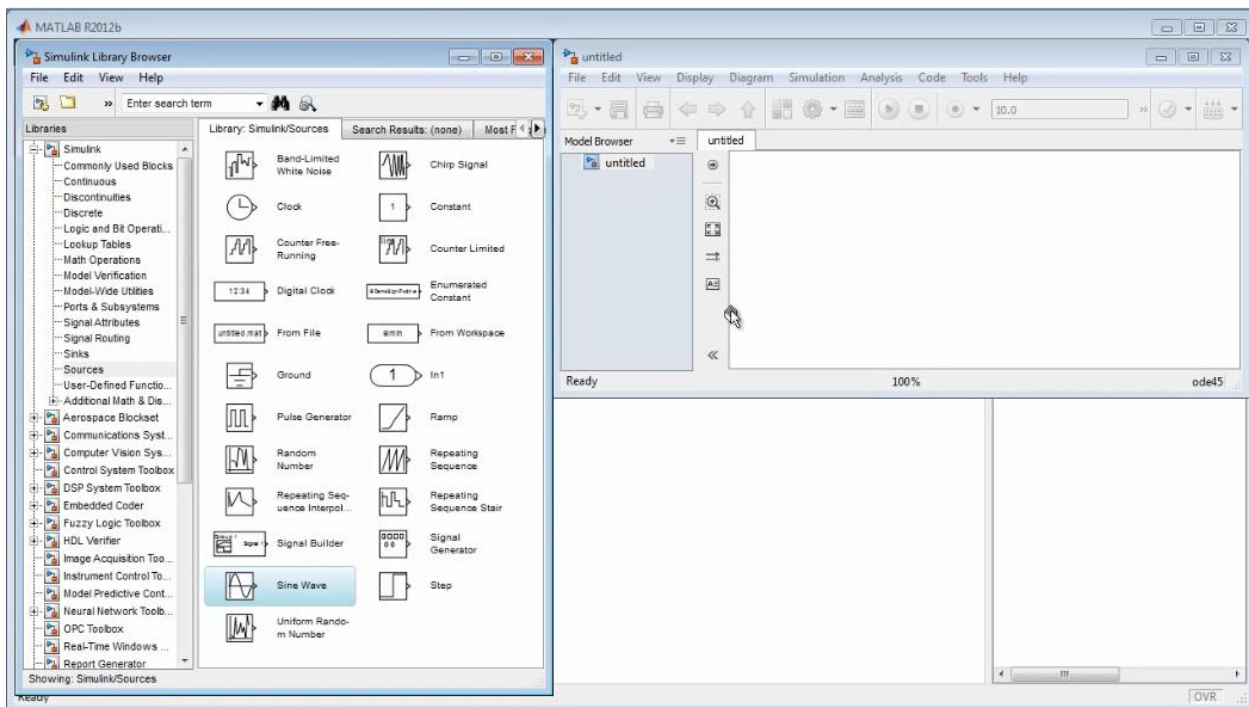 MATLAB R2012b
Simulink Library Browser
File Edit View Help
» Enter search term
Libraries
Simulink
Commonly Used Blocks
Continuous
Discontinuities
Discrete
Logic and Bit Operati...
Lookup Tables
Math Operations
Model Verification
Model-Wide Utilities
Ports & Subsystems
Signal Attributes
Signal Routing
Sinks
Sources
User-Defined Functio...
Additional Math & Dis...
Aerospace Blockset
Communications Syst...
Computer Vision Sys...
Control System Toolbox
DSP System Toolbox
Embedded Coder
Fuzzy Logic Toolbox
HDL Verifier
Image Acquisition Too...
Instrument Control To...
Model Predictive Cont...
Neural Network Toolb...
OPC Toolbox
Real-Time Windows ...
Report Generator
Library: Simulink/Sources Search Results: (none) Most F
Band-Limited
White Noise
Chirp Signal
Clock
1 Constant
Counter Free-
Running
Counter Limited
12:34 Digital Clock
Enumerated
Constant
untitled.mat From File
simin From Workspace
Ground
1 In1
Pulse Generator
Ramp
Random
Number
Repeating
Sequence
Repeating Seq-
uence Interpol...
Repeating
Sequence Stair
Signal Builder
Signal
Generator
Sine Wave
Step
Uniform Rando-
m Number
Showing: Simulink/Sources
Ready
untitled
File Edit View Display Diagram Simulation Analysis Code Tools Help
10.0 »
Model Browser
untitled
untitled
Ready 100% ode45
OVR